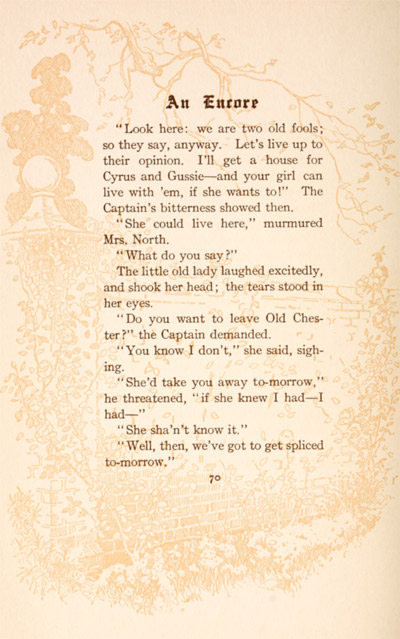 An Encore
"Look here: we are two old fools;
so they say, anyway. Let's live up to
their opinion. I'll get a house for
Cyrus and Gussie—and your girl can
live with 'em, if she wants to!" The
Captain's bitterness showed then.
"She could live here," murmured
Mrs. North.
"What do you say?"
The little old lady laughed excitedly,
and shook her head; the tears stood in
her eyes.
"Do you want to leave Old Ches-
ter?" the Captain demanded.
"You know I don't," she said, sigh-
ing.
"She'd take you away to-morrow,"
he threatened, "if she knew I had—I
had—"
"She sha'n't know it."
"Well, then, we've got to get spliced
to-morrow."
70